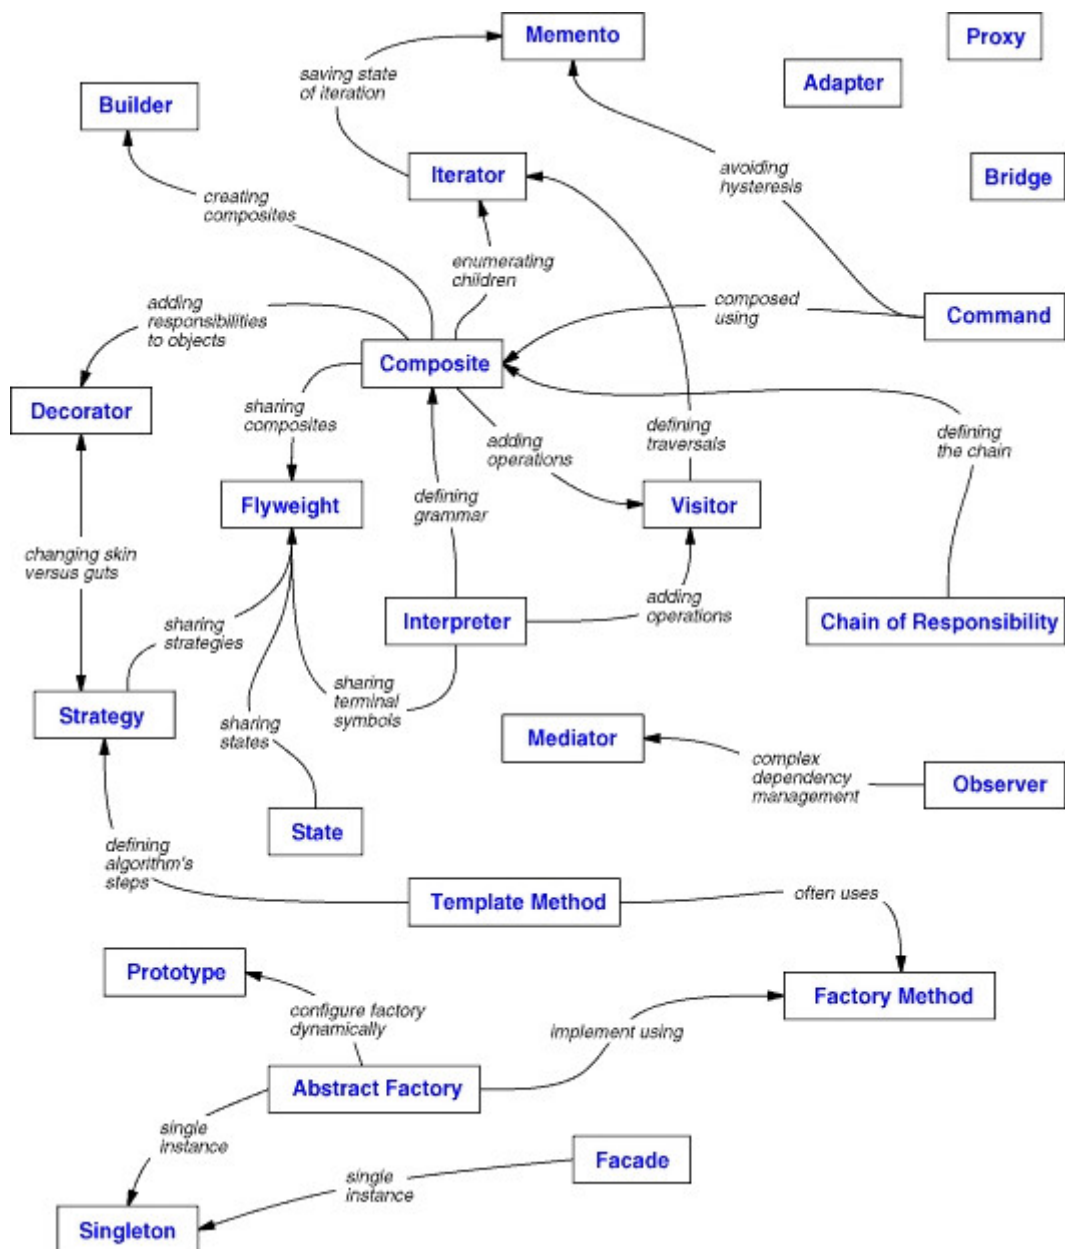 Memento
Proxy
saving state
of iteration
Adapter
Builder
Iterator
avoiding
hysteresis
Bridge
creating
composites
enumerating
children
adding
responsibilities
to objects
composed
using
Command
Composite
Decorator
sharing
composites
adding
operations
defining
traversals
defining
the chain
Flyweight
defining
grammar
Visitor
changing skin
versus guts
adding
operations
sharing
strategies
Interpreter
Chain of Responsibility
sharing
terminal
symbols
Strategy
sharing
states
Mediator
complex
dependency
management
Observer
State
defining
algorithm's
steps
Template Method
often uses
Prototype
Factory Method
configure factory
dynamically
implement using
Abstract Factory
single
instance
Facade
single
instance
Singleton